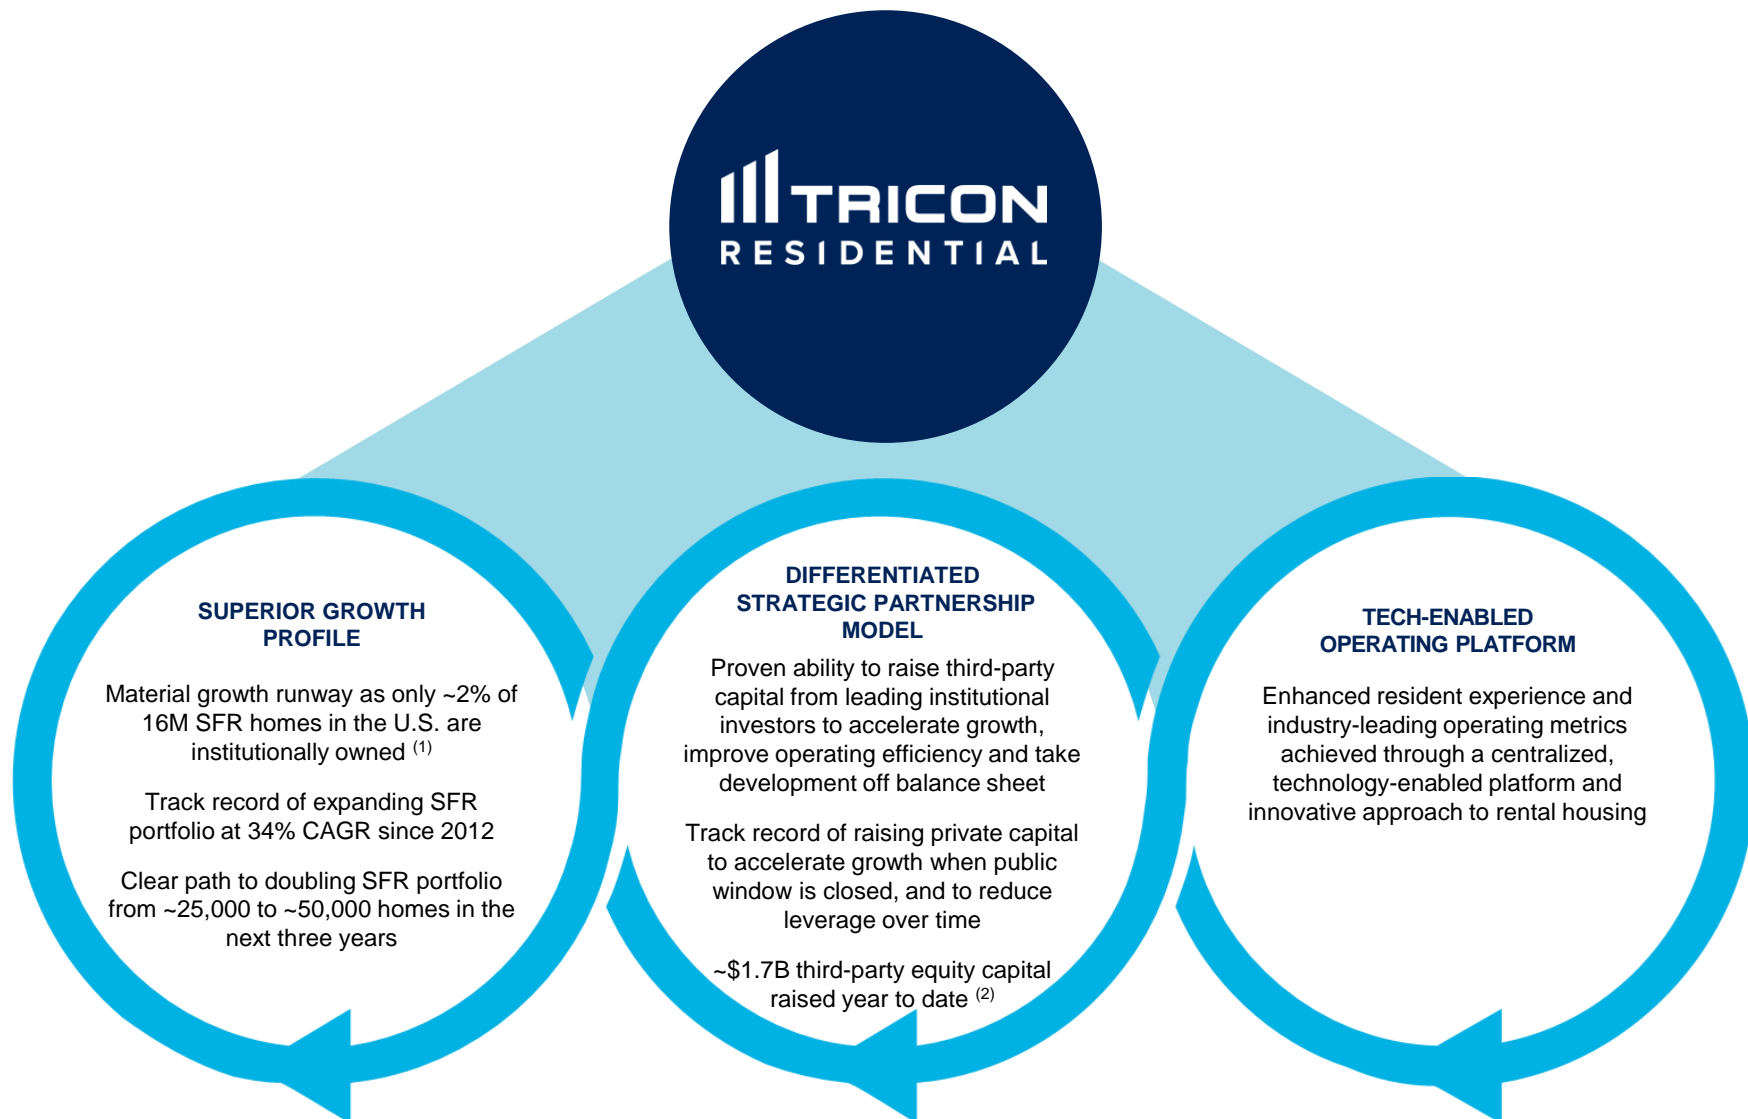 TRICON
RESIDENTIAL
SUPERIOR GROWTH
PROFILE
Material growth runway as only ~2% of
16M SFR homes in the U.S. are
institutionally owned (1)
Track record of expanding SFR
portfolio at 34% CAGR since 2012
Clear path to doubling SFR portfolio
from ~25,000 to ~50,000 homes in the
next three years
DIFFERENTIATED
STRATEGIC PARTNERSHIP
MODEL
Proven ability to raise third-party
capital from leading institutional
investors to accelerate growth,
improve operating efficiency and take
development off balance sheet
Track record of raising private capital
to accelerate growth when public
window is closed, and to reduce
leverage over time
~$1.7B third-party equity capital
raised year to date (2)
TECH-ENABLED
OPERATING PLATFORM
Enhanced resident experience and
industry-leading operating metrics
achieved through a centralized,
technology-enabled platform and
innovative approach to rental housing